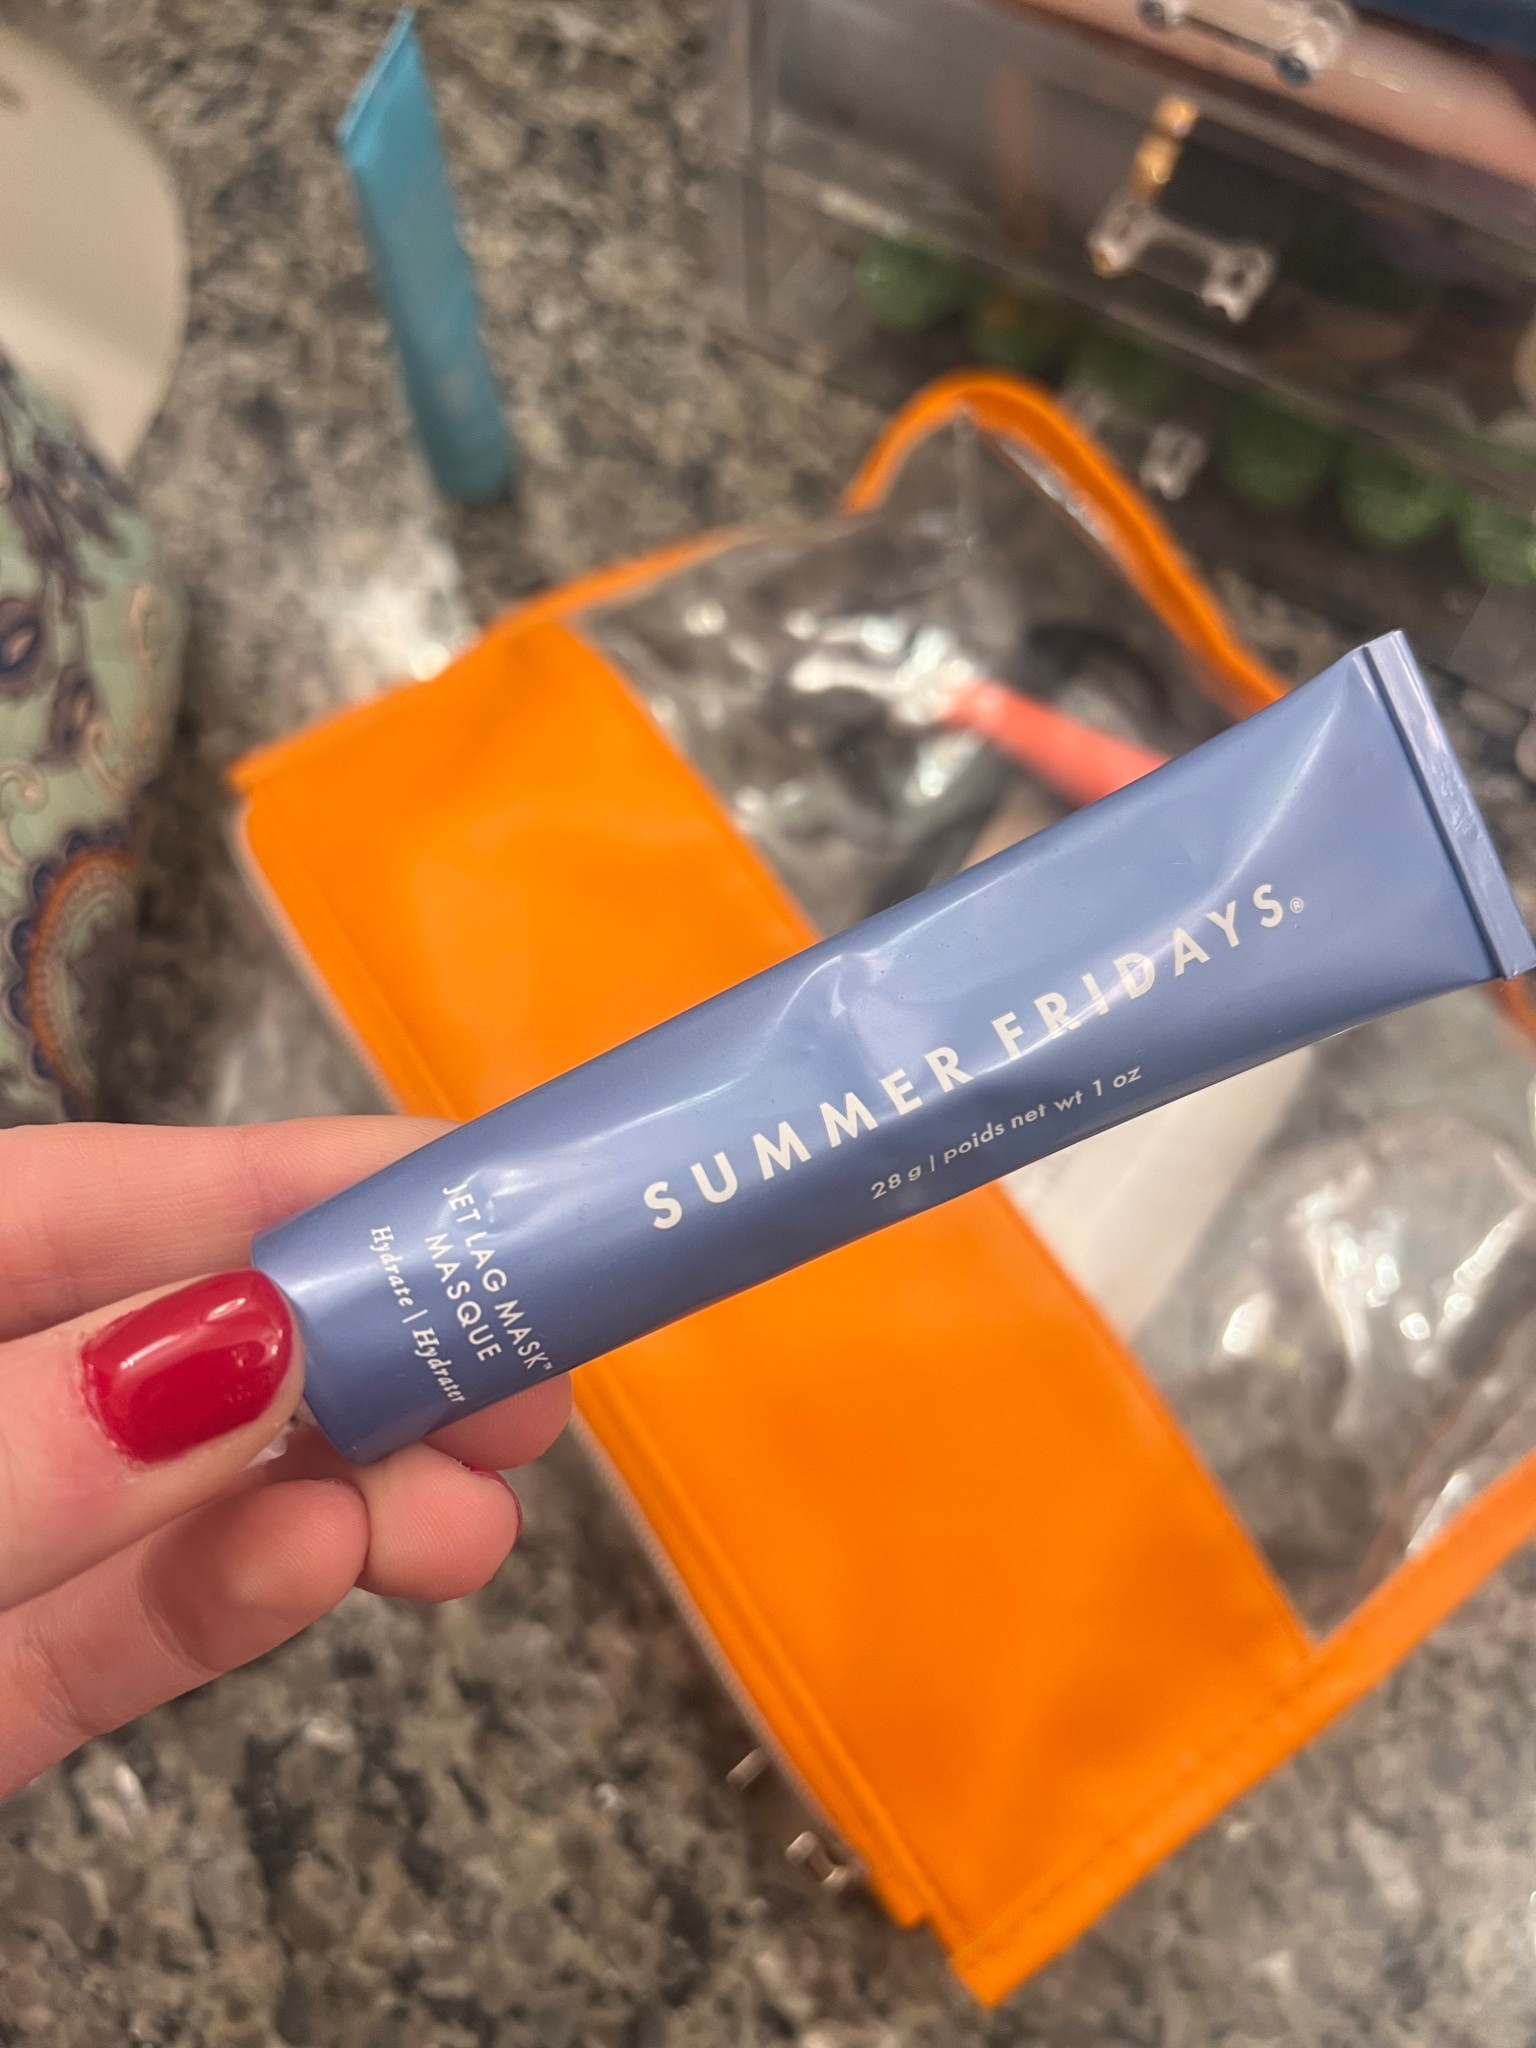 SUMMER FRIDAYS®
28 g | poids net wt 1 oz
JET LAG MASK™
MASQUE
Hydrate | Hydrater